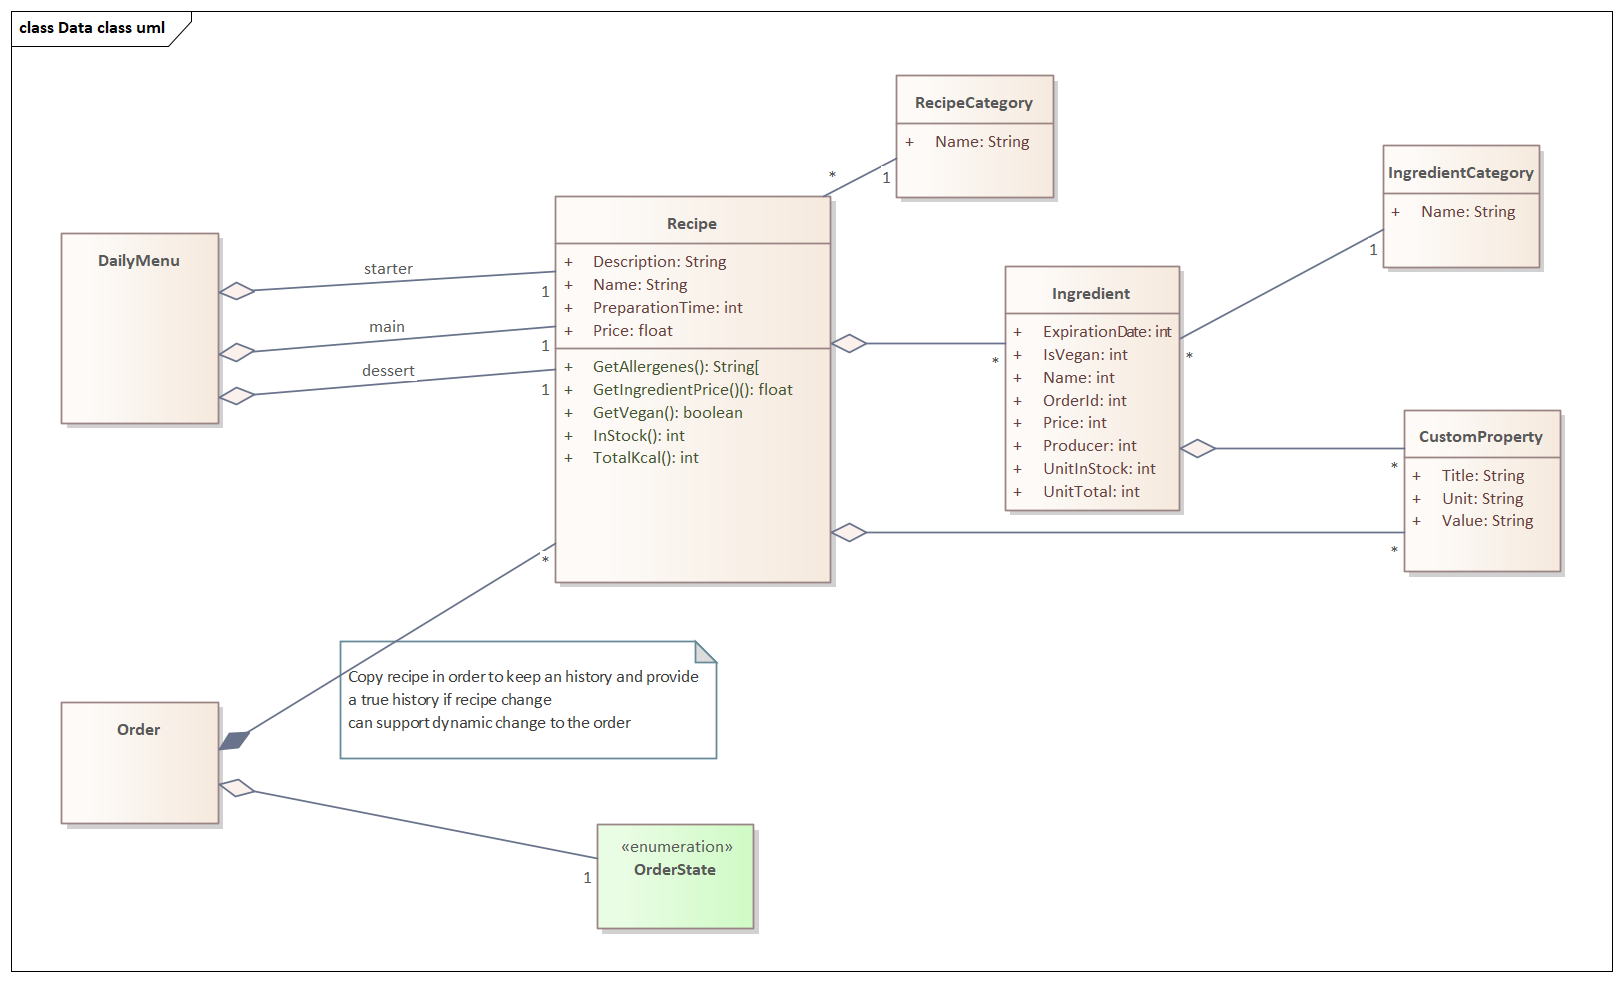 class Data class uml
RecipeCategory
+ Name: String
*
1
IngredientCategory
+ Name: String
1
*
DailyMenu
starter
1
main
1
dessert
1
Recipe
+ Description: String
+ Name: String
+ PreparationTime: int
+ Price: float
+ GetAllergenes(): String[
+ GetIngredientPrice()(): float
+ GetVegan(): boolean
+ InStock(): int
+ TotalKcal(): int
*
Ingredient
+ ExpirationDate: int
+ IsVegan: int
+ Name: int
+ OrderId: int
+ Price: int
+ Producer: int
+ UnitInStock: int
+ UnitTotal: int
*
CustomProperty
+ Title: String
+ Unit: String
+ Value: String
*
*
Copy recipe in order to keep an history and provide
a true history if recipe change
can support dynamic change to the order
Order
1
«enumeration»
OrderState